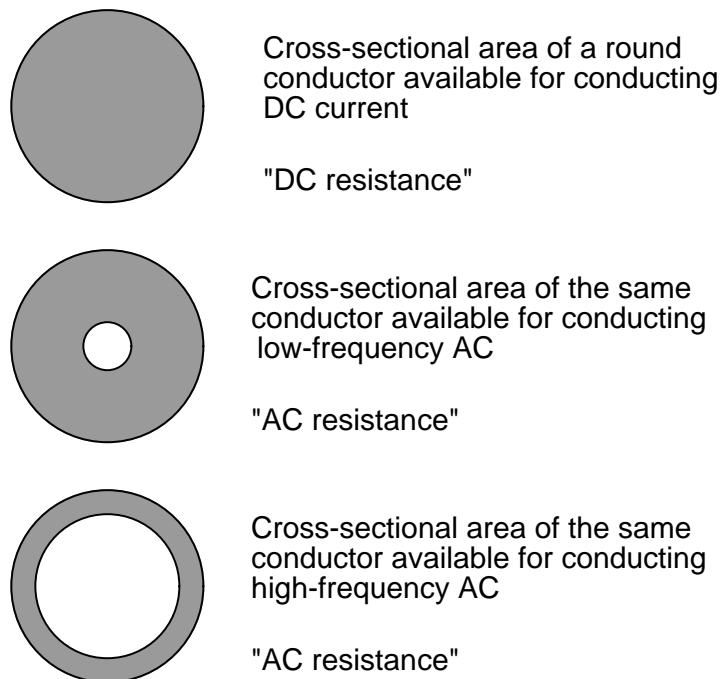 Cross-sectional area of a round
conductor available for conducting
DC current
"DC resistance"
Cross-sectional area of the same
conductor available for conducting
low-frequency AC
"AC resistance"
Cross-sectional area of the same
conductor available for conducting
high-frequency AC
"AC resistance"